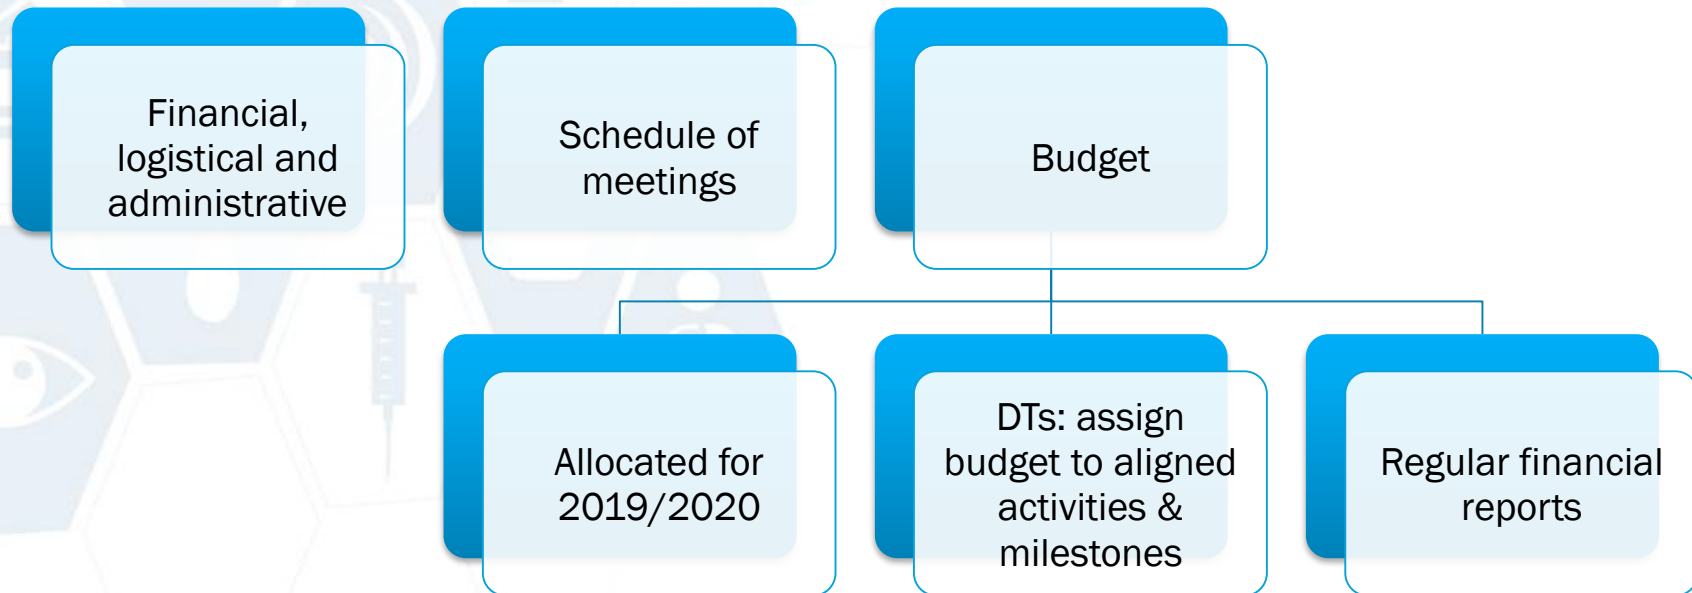 Financial,
logistical and
administrative
Schedule of
meetings
Budget
Allocated for
2019/2020
DTs: assign
budget to aligned
activities &
milestones
Regular financial
reports